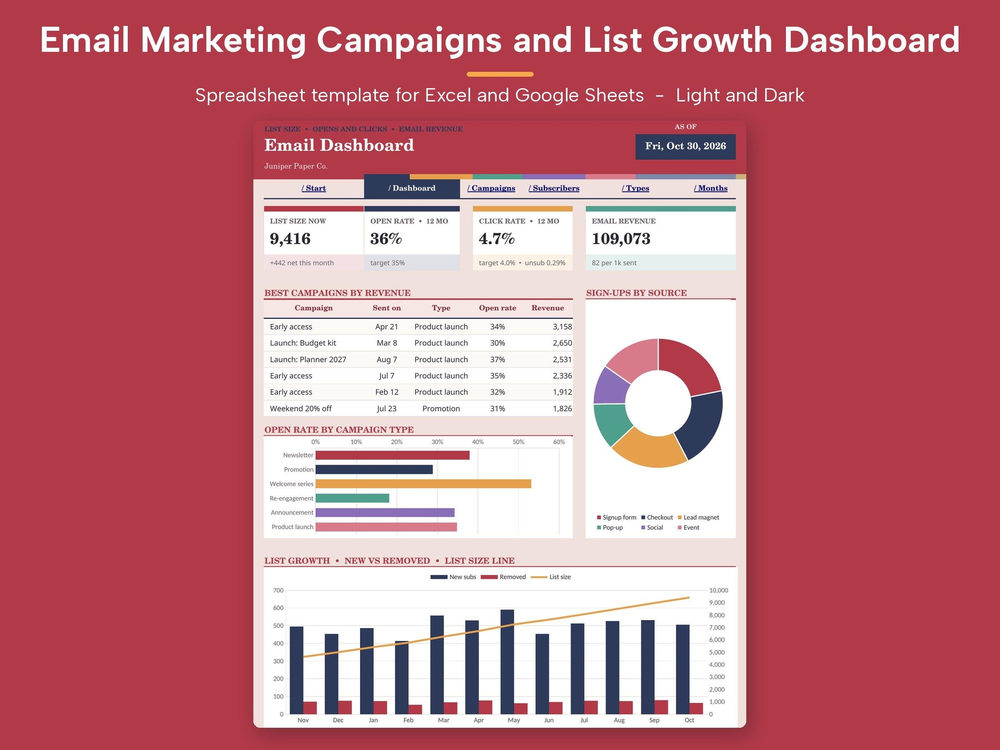 Email Marketing Campaigns and List Growth Dashboard
Spreadsheet template for Excel and Google Sheets - Light and Dark
LIST SIZE • OPENS AND CLICKS • EMAIL REVENUE
AS OF
Email Dashboard
Fri, Oct 30, 2026
Juniper Paper Co.
/ Start / Dashboard / Campaigns / Subscribers / Types / Months
LIST SIZE NOW OPEN RATE • 12 MO CLICK RATE • 12 MO EMAIL REVENUE
9,416 36% 4.7% 109,073
+442 net this month target 35% target 4.0% • unsub 0.29% 82 per 1k sent
BEST CAMPAIGNS BY REVENUE
Campaign Sent on Type Open rate Revenue
Early access Apr 21 Product launch 34% 3,158
Launch: Budget kit Mar 8 Product launch 30% 2,650
Launch: Planner 2027 Aug 7 Product launch 37% 2,531
Early access Jul 7 Product launch 35% 2,336
Early access Feb 12 Product launch 32% 1,912
Weekend 20% off Jul 23 Promotion 31% 1,826
SIGN-UPS BY SOURCE
Signup form Checkout Lead magnet
Pop-up Social Event
OPEN RATE BY CAMPAIGN TYPE
0% 10% 20% 30% 40% 50% 60%
Newsletter
Promotion
Welcome series
Re-engagement
Announcement
Product launch
LIST GROWTH • NEW VS REMOVED • LIST SIZE LINE
New subs Removed List size
700 10,000
600 9,000
500 8,000
400 7,000
300 6,000
200 5,000
100 4,000
0 3,000
2,000
1,000
0
Nov Dec Jan Feb Mar Apr May Jun Jul Aug Sep Oct